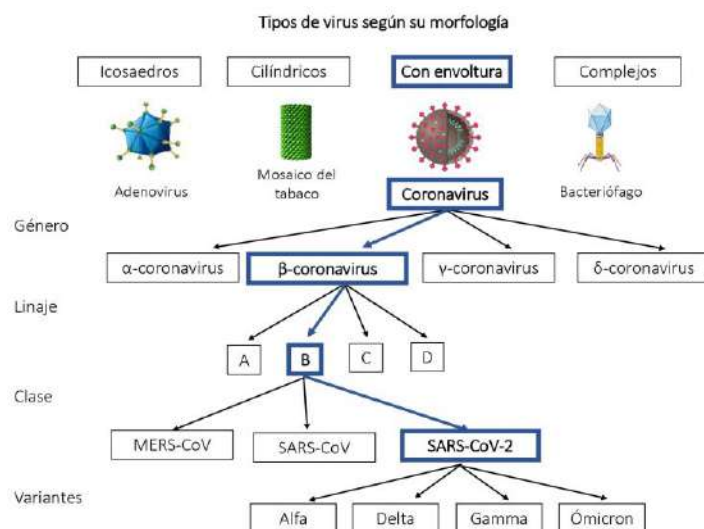 Tipos de virus según su morfología
Icosaedros
Cilíndricos
Con envoltura
Complejos
Adenovirus
Mosaico del
tabaco
Coronavirus
Bacteriófago
Género
α-coronavirus
β-coronavirus
γ-coronavirus
δ-coronavirus
Linaje
A
B
C
D
Clase
MERS-CoV
SARS-CoV
SARS-CoV-2
Variantes
Alfa
Delta
Gamma
Ómicron